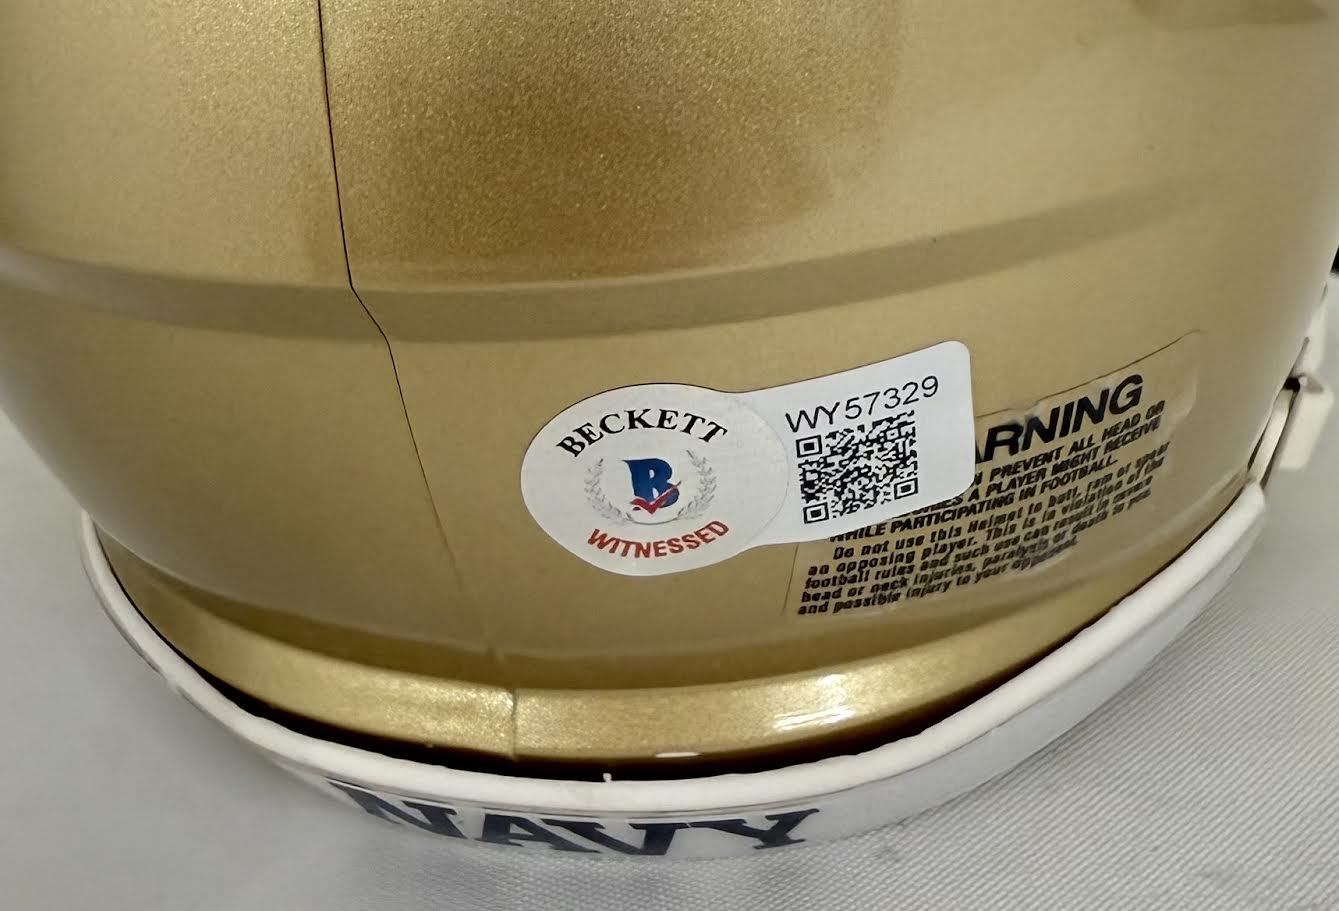 BECKETT
B
WITNESSED
WY57329
ARNING
PREVENT ALL HEAD OR
A PLAYER MIGHT RECEIVE
WHILE PARTICIPATING IN FOOTBALL.
Do not use this Helmet to butt, ram or spear
an opposing player. This is in violation of the
football rules and such use can result in severe
head or neck injuries, paralysis or death to you
and possible injury to your opponent.
NAVY